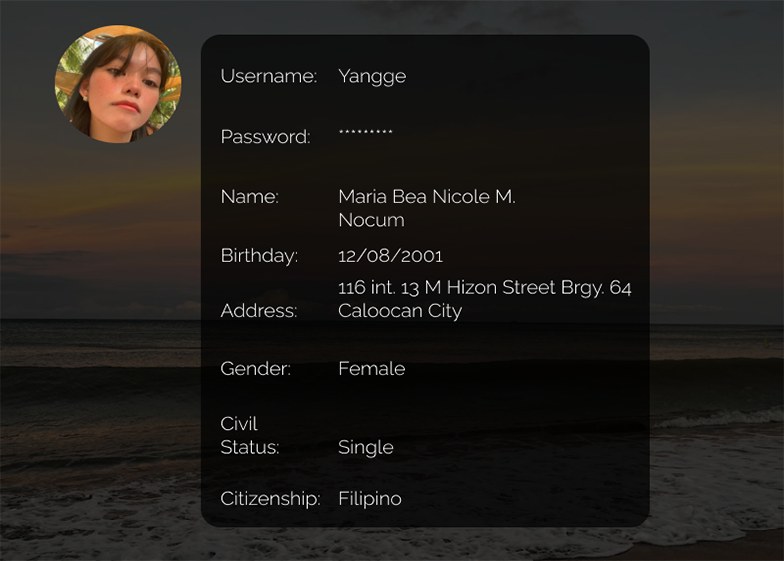 Username: Yangge
Password: *********
Name: Maria Bea Nicole M.
Nocum
Birthday: 12/08/2001
116 int. 13 M Hizon Street Brgy. 64
Address: Caloocan City
Gender: Female
Civil
Status: Single
Citizenship: Filipino